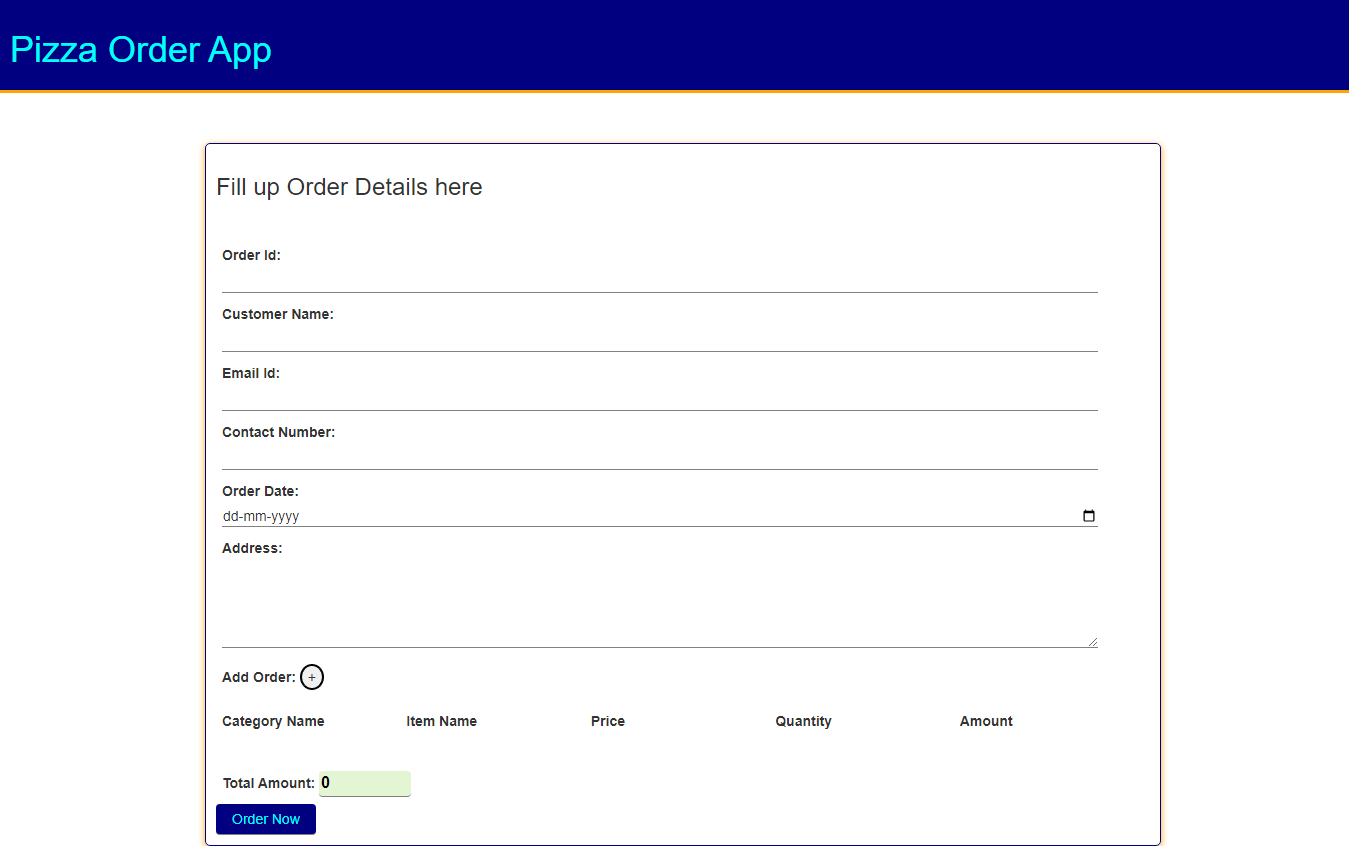 Pizza Order App
Fill up Order Details here
Order Id:
Customer Name:
Email Id:
Contact Number:
Order Date:
dd-mm-yyyy
Address:
Add Order: +
Category Name Item Name Price Quantity Amount
Total Amount: 0
Order Now